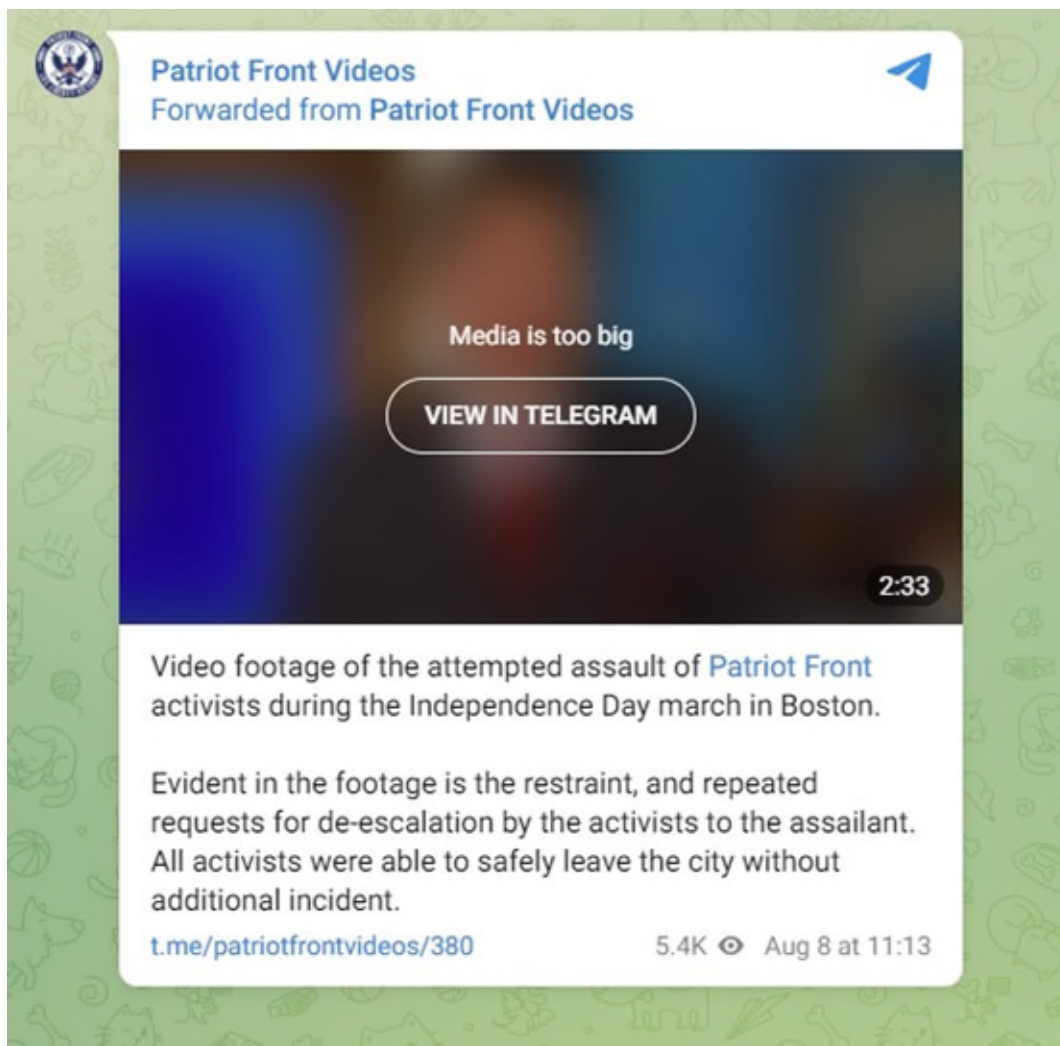 Patriot Front Videos
Forwarded from Patriot Front Videos
Media is too big
VIEW IN TELEGRAM
2:33
Video footage of the attempted assault of Patriot Front
activists during the Independence Day march in Boston.
Evident in the footage is the restraint, and repeated
requests for de-escalation by the activists to the assailant.
All activists were able to safely leave the city without
additional incident.
t.me/patriotfrontvideos/380
5.4K Aug 8 at 11:13